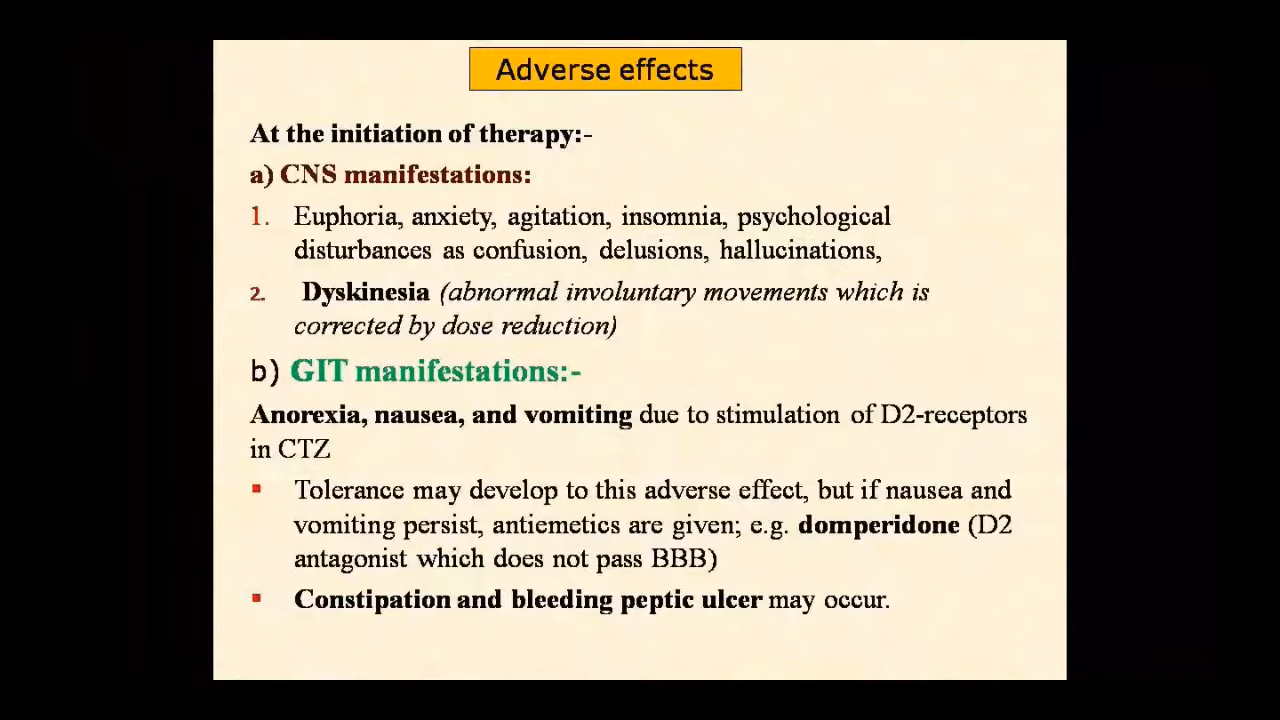 Adverse effects
At the initiation of therapy:-
a) CNS manifestations:
1. Euphoria, anxiety, agitation, insomnia, psychological
disturbances as confusion, delusions, hallucinations,
2. Dyskinesia (abnormal involuntary movements which is
corrected by dose reduction)
b) GIT manifestations:-
Anorexia, nausea, and vomiting due to stimulation of D2-receptors
in CTZ
▪ Tolerance may develop to this adverse effect, but if nausea and
vomiting persist, antiemetics are given; e.g. domperidone (D2
antagonist which does not pass BBB)
▪ Constipation and bleeding peptic ulcer may occur.